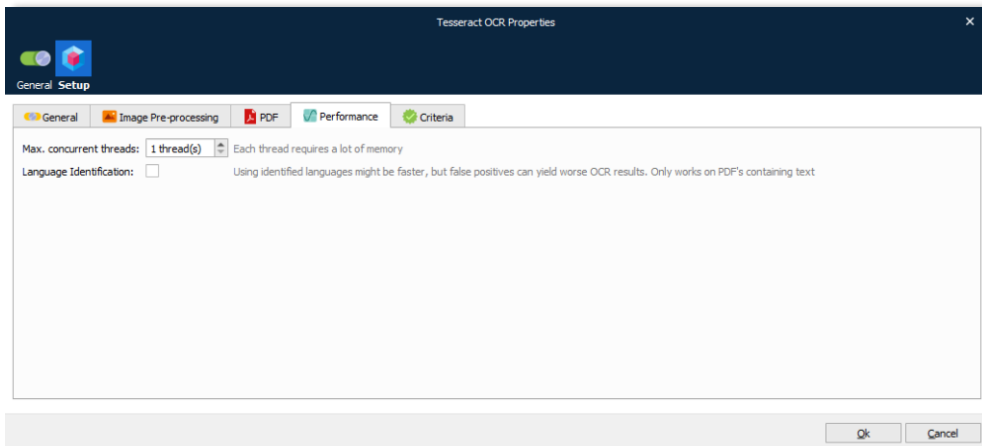 Tesseract OCR Properties
General Setup
General Image Pre-processing PDF Performance Criteria
Max. concurrent threads: 1 thread(s) Each thread requires a lot of memory
Language Identification: Using identified languages might be faster, but false positives can yield worse OCR results. Only works on PDF's containing text
Ok Cancel